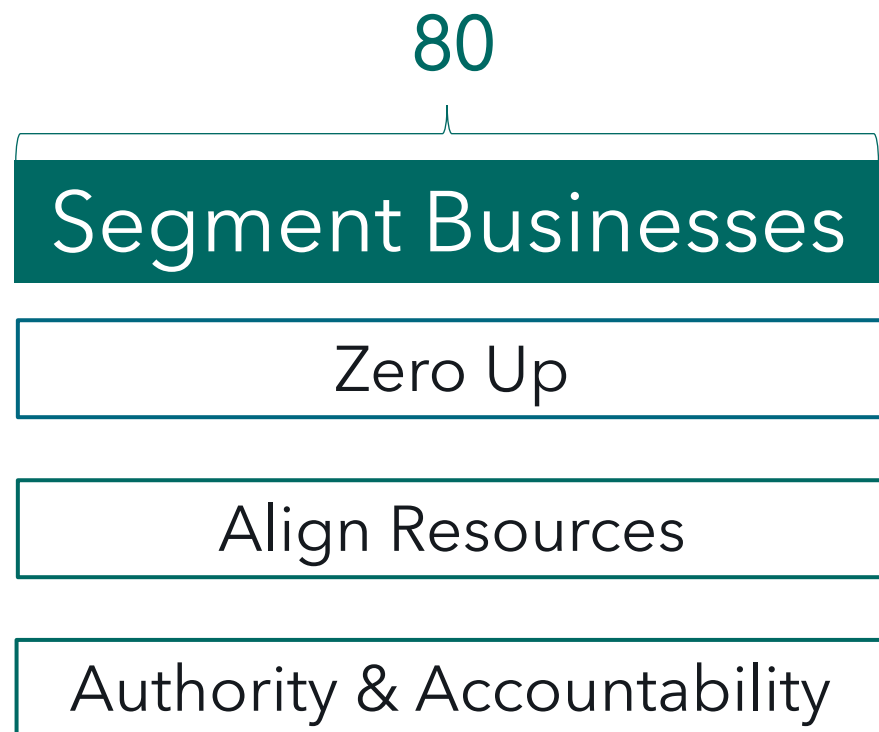 80
Segment Businesses
Zero Up
Align Resources
Authority & Accountability